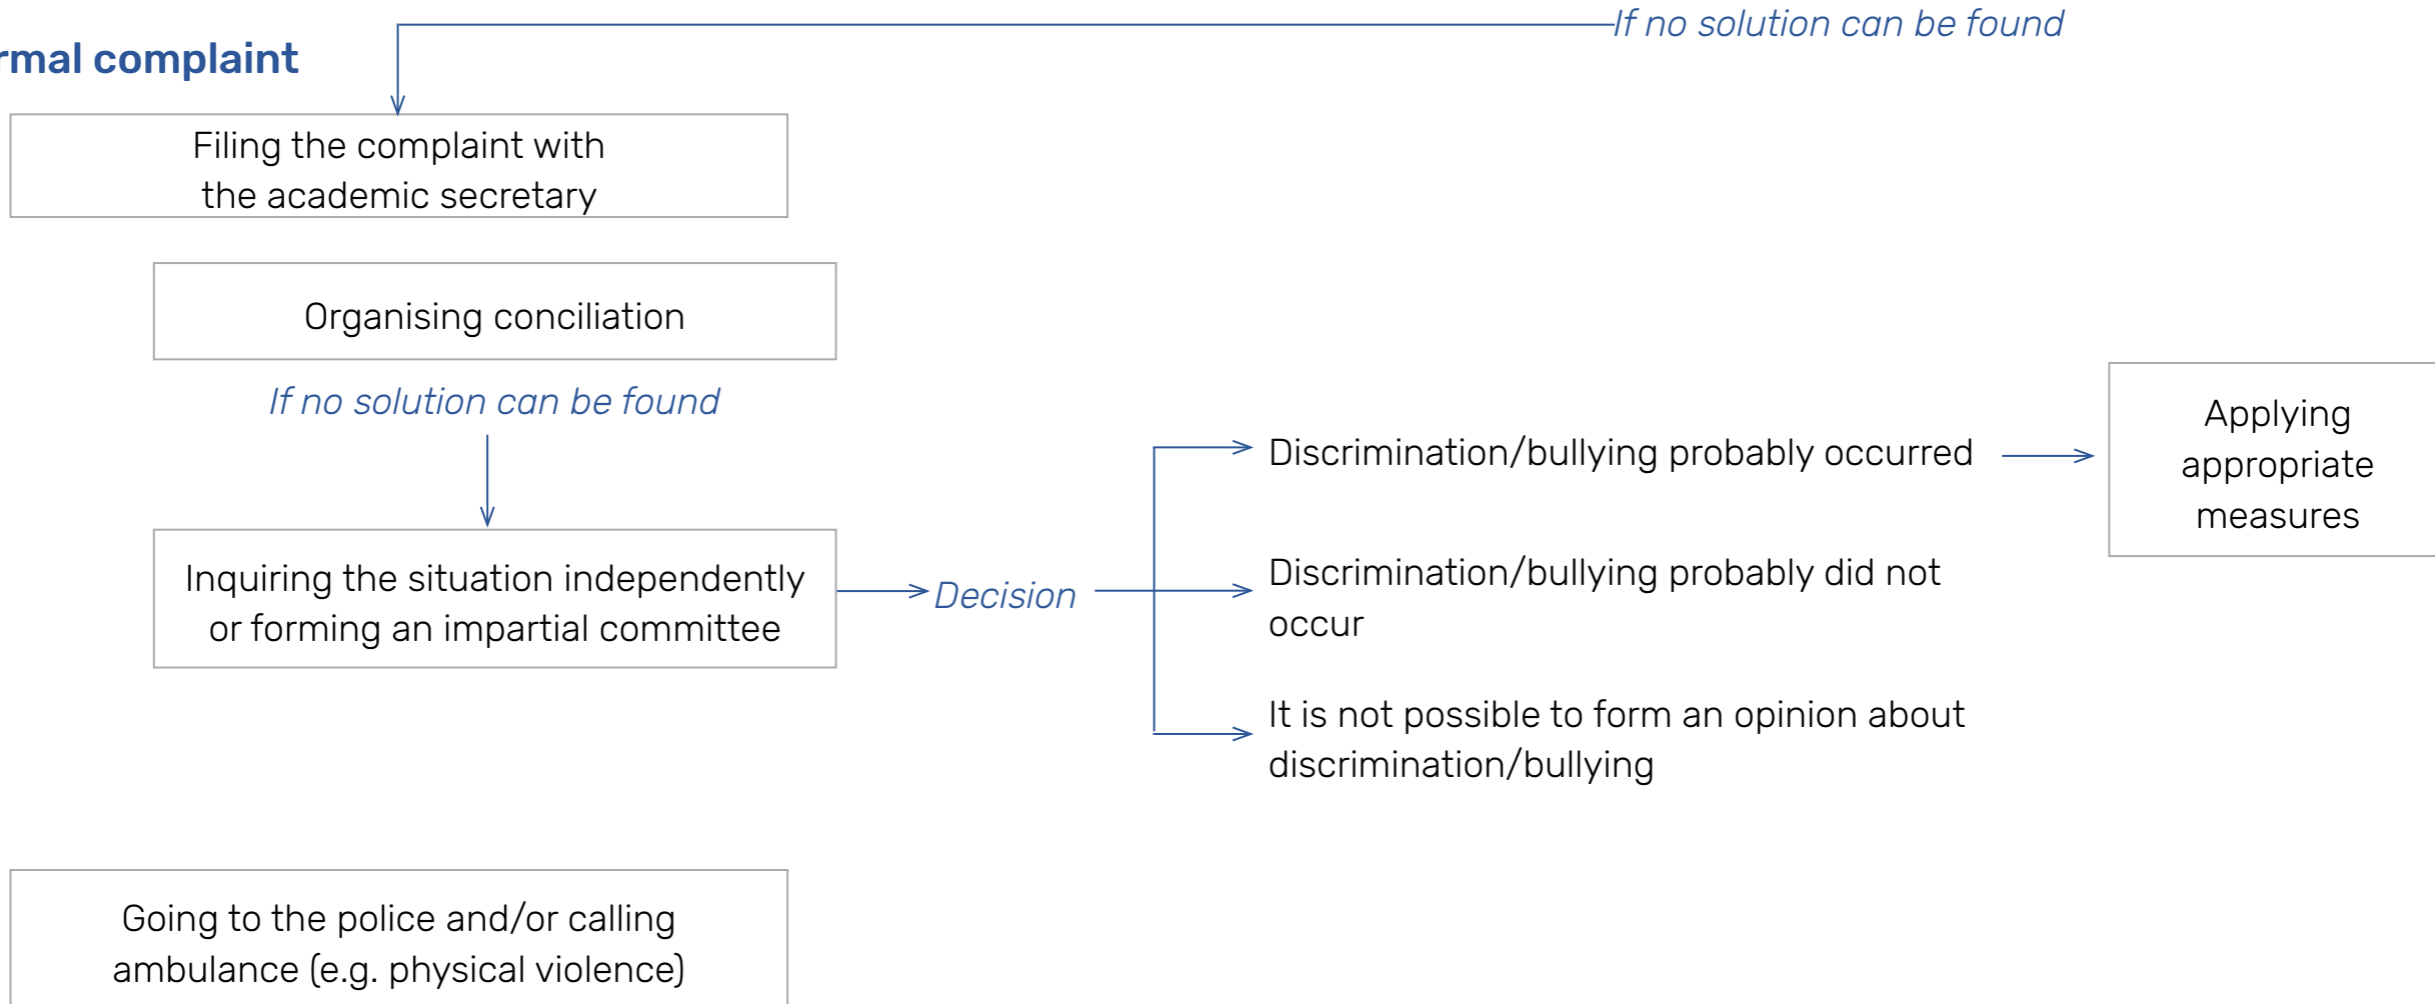 If no solution can be found
rmal complaint
Filing the complaint with
the academic secretary
Organising conciliation
If no solution can be found
Inquiring the situation independently
or forming an impartial committee
Decision
Discrimination/bullying probably occurred
Discrimination/bullying probably did not
occur
It is not possible to form an opinion about
discrimination/bullying
Applying
appropriate
measures
Going to the police and/or calling
ambulance (e.g. physical violence)